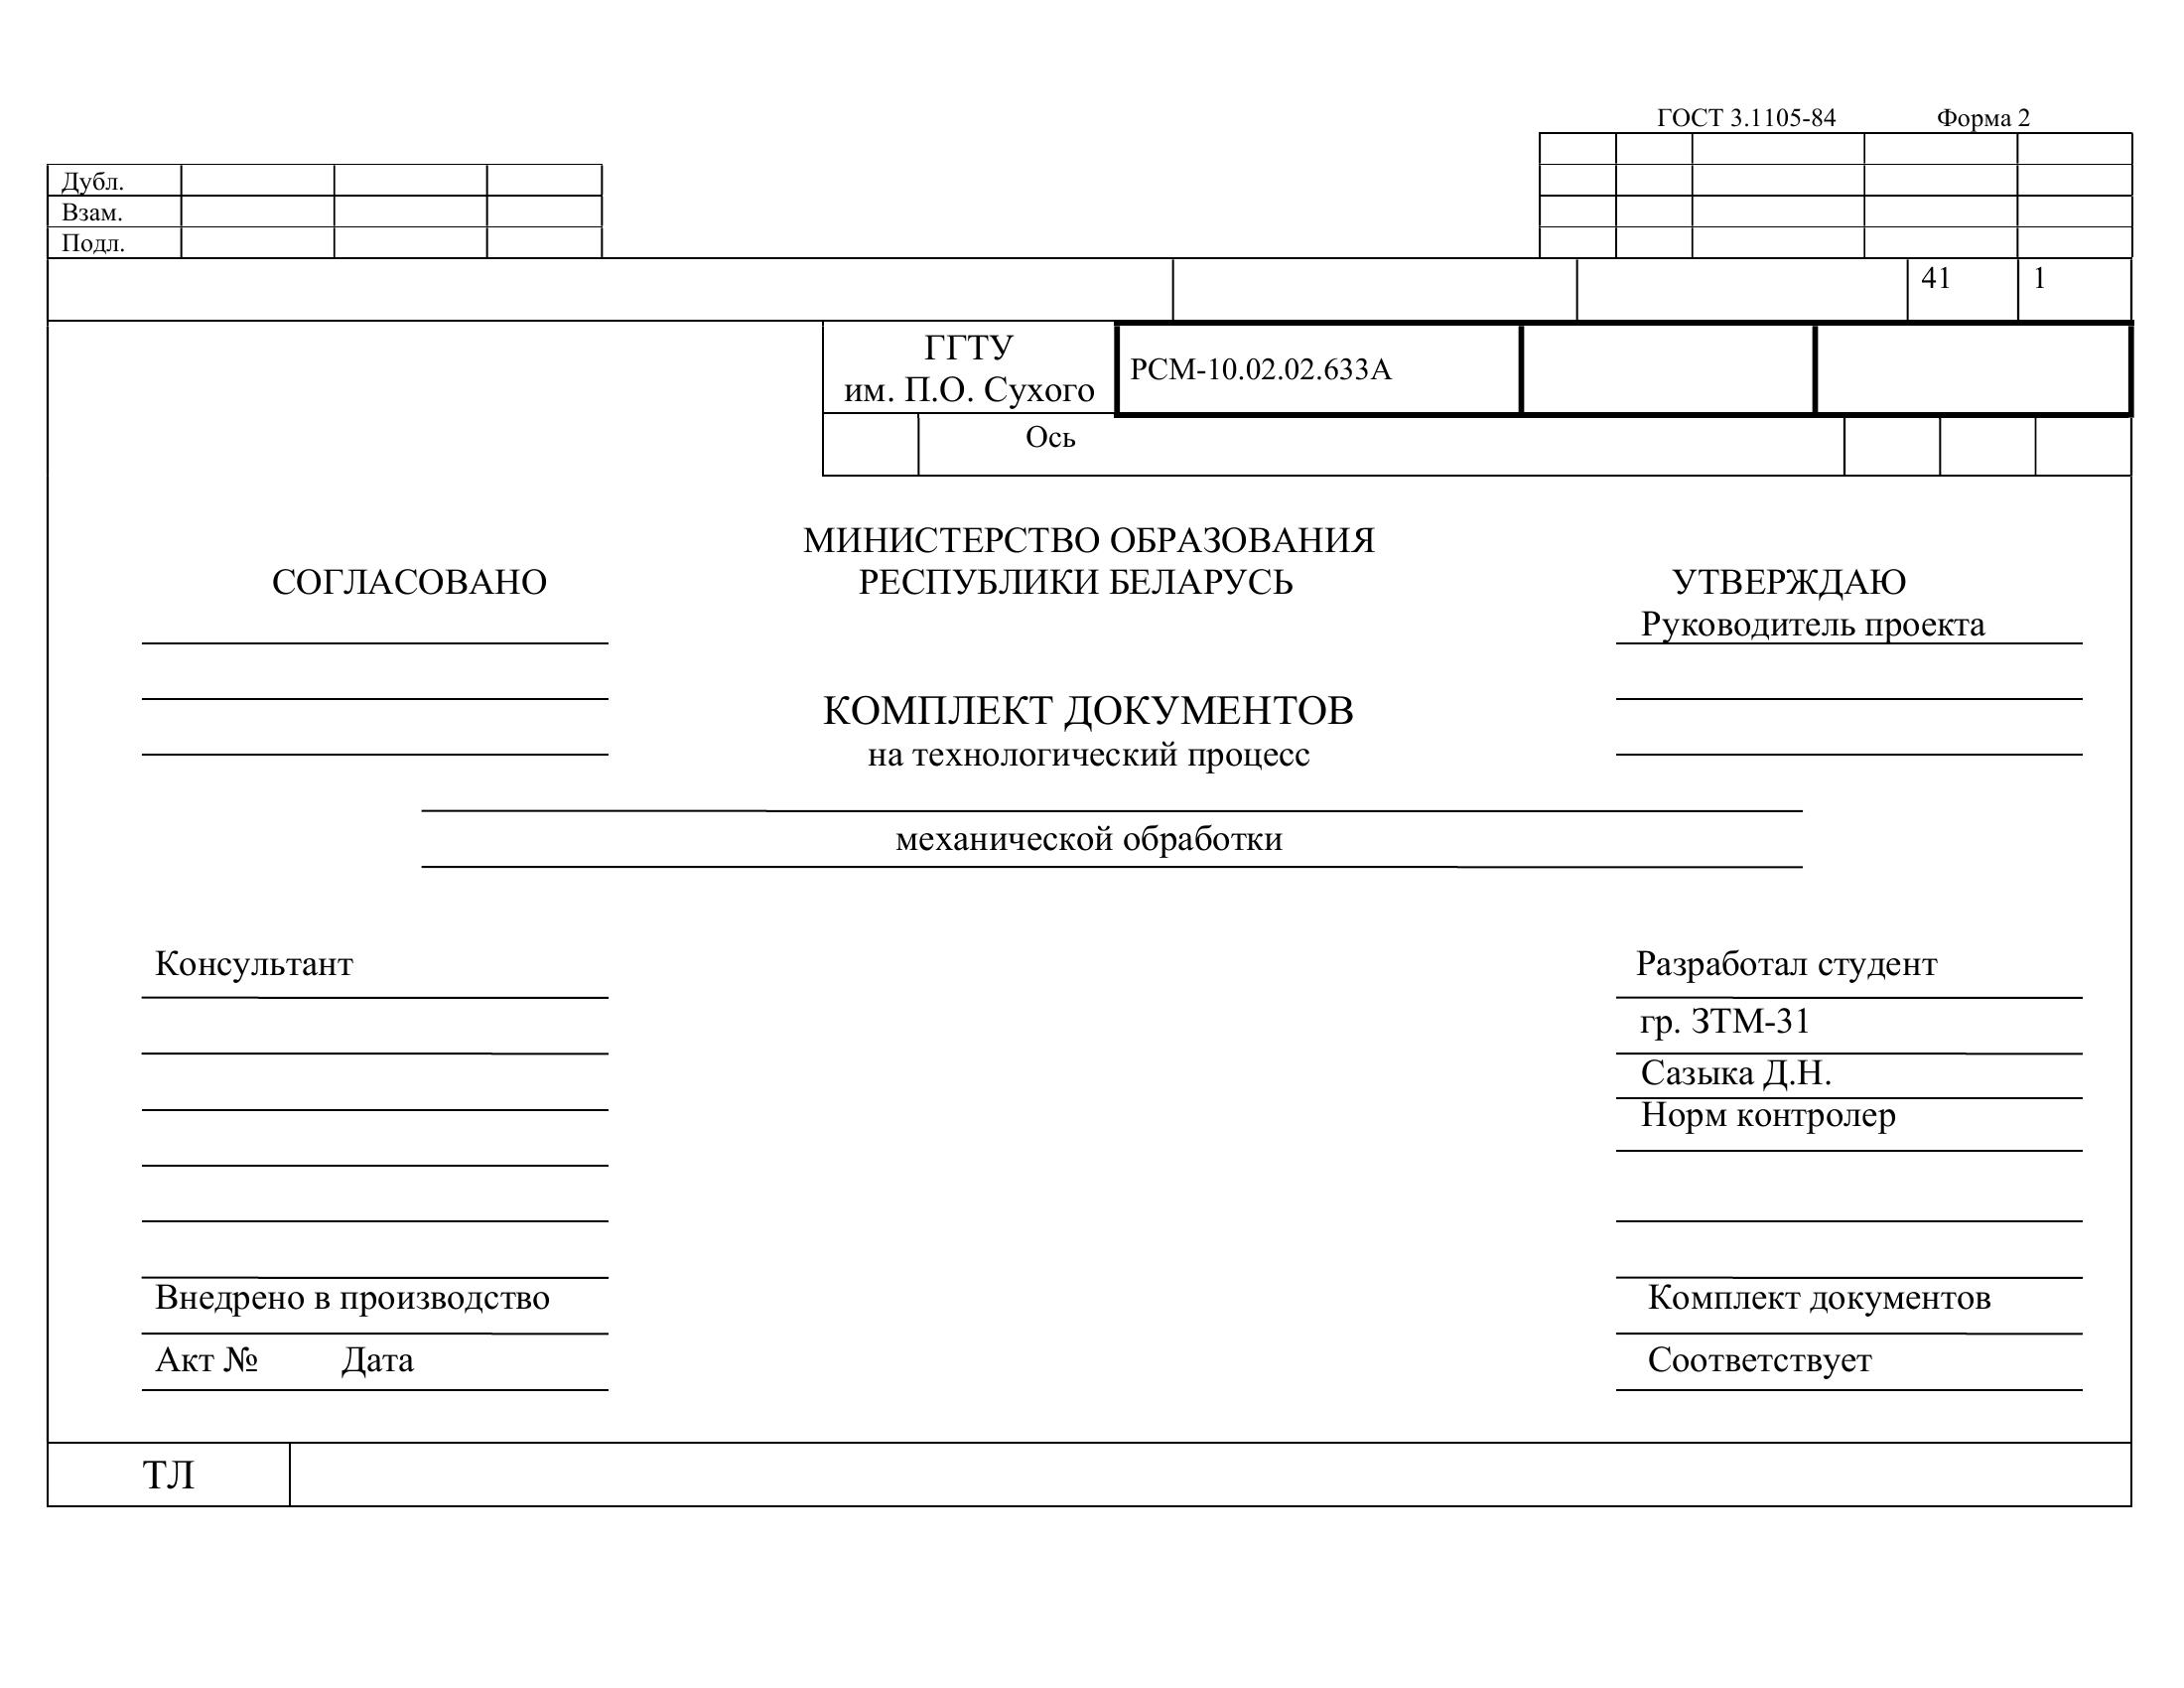 ГОСТ 3.1105-84 Форма 2
Дубл.
Взам.
Подл.
41 1
ГГТУ
им. П.О. Сухого
РСМ-10.02.02.633А
Ось
МИНИСТЕРСТВО ОБРАЗОВАНИЯ
СОГЛАСОВАНО РЕСПУБЛИКИ БЕЛАРУСЬ УТВЕРЖДАЮ
Руководитель проекта
КОМПЛЕКТ ДОКУМЕНТОВ
на технологический процесс
механической обработки
Консультант Разработал студент
гр. ЗТМ-31
Сазыка Д.Н.
Норм контролер
Внедрено в производство Комплект документов
Акт № Дата Соответствует
ТЛ